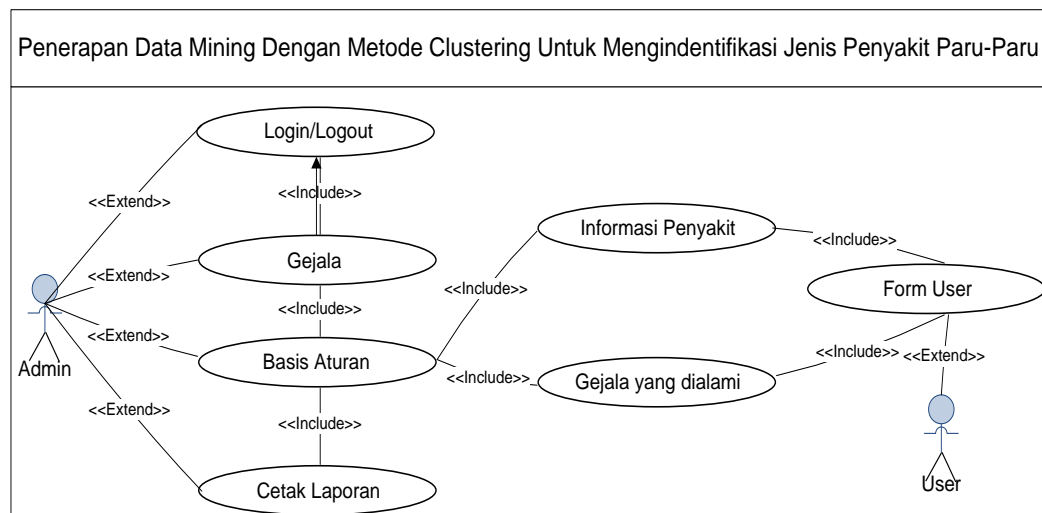 Penerapan Data Mining Dengan Metode Clustering Untuk Mengindentifikasi Jenis Penyakit Paru-Paru
Login/Logout
<<Extend>>
<<Include>>
Gejala
<<Extend>>
<<Include>>
Basis Aturan
<<Extend>>
<<Extend>>
<<Include>>
Cetak Laporan
Admin
<<Include>>
<<Include>>
Informasi Penyakit
Gejala yang dialami
<<Include>>
<<Include>>
Form User
<<Extend>>
User